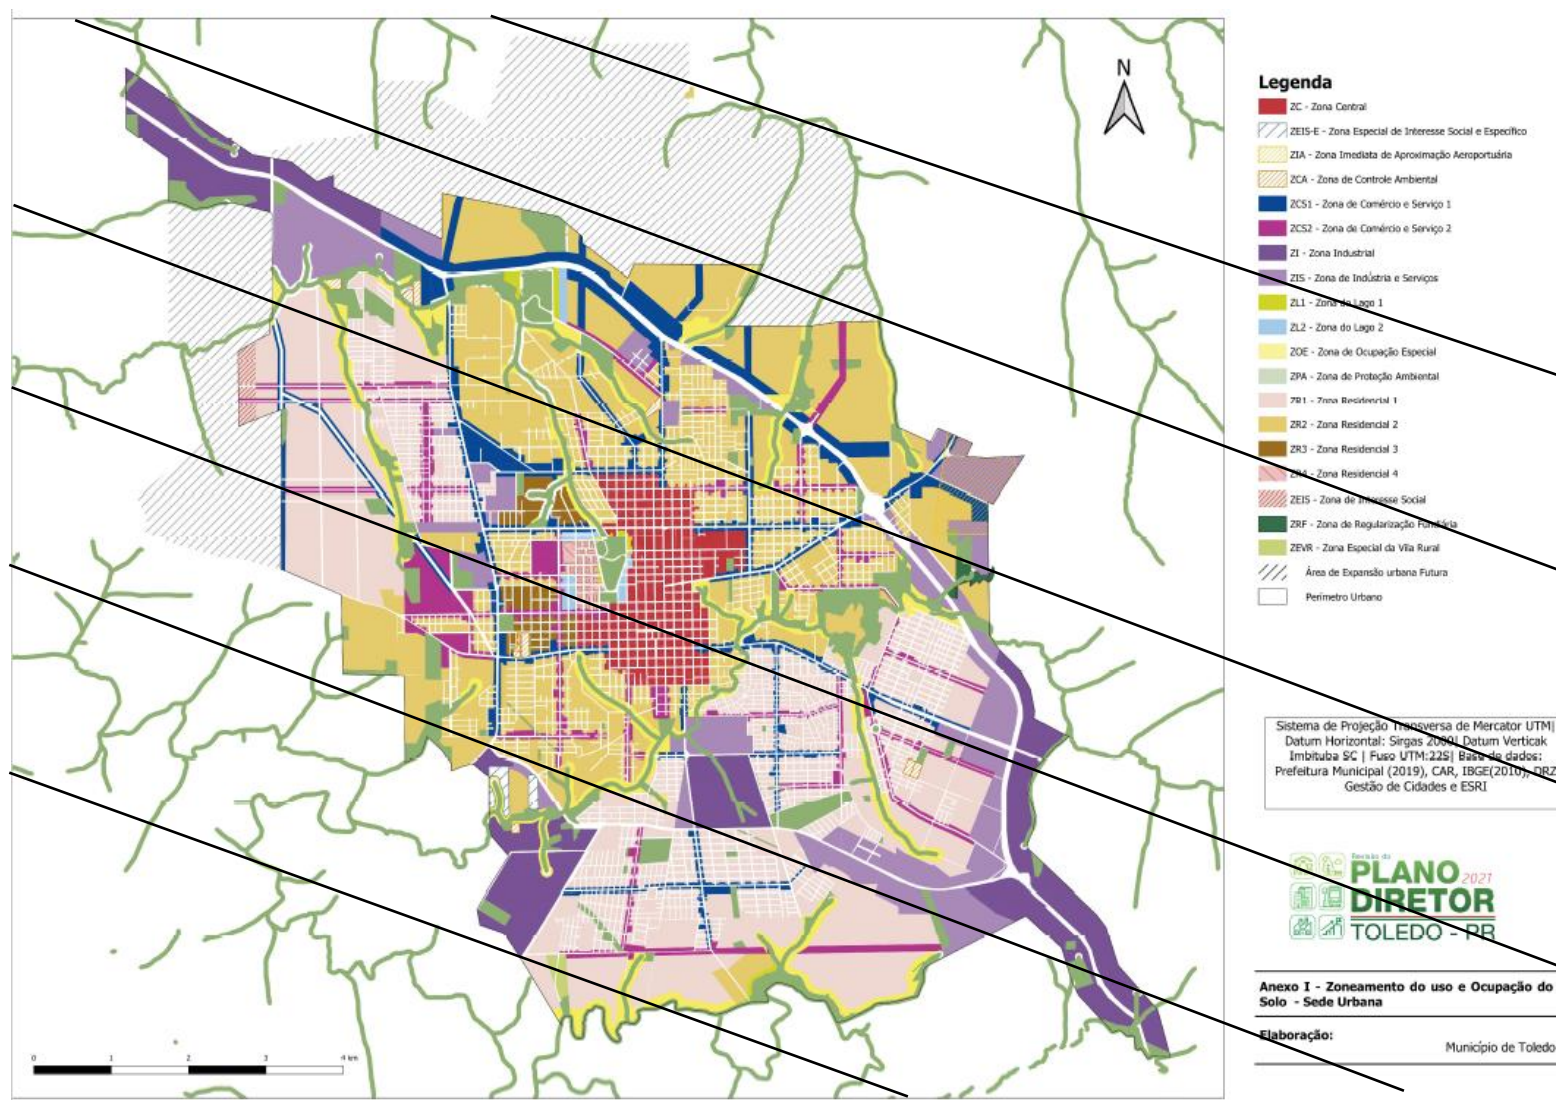 N
Legenda
ZC - Zona Central
ZEIS-E - Zona Especial de Interesse Social e Específico
ZIA - Zona Imediata de Aproximação Aeroportuária
ZCA - Zona de Controle Ambiental
ZCS1 - Zona de Comércio e Serviço 1
ZCS2 - Zona de Comércio e Serviço 2
ZI - Zona Industrial
ZIS - Zona de Indústria e Serviços
ZL1 - Zona do Lago 1
ZL2 - Zona do Lago 2
ZOE - Zona de Ocupação Especial
ZPA - Zona de Proteção Ambiental
ZR1 - Zona Residencial 1
ZR2 - Zona Residencial 2
ZR3 - Zona Residencial 3
ZR4 - Zona Residencial 4
ZEIS - Zona de Interesse Social
ZRF - Zona de Regularização Fundiária
ZEVR - Zona Especial da Vila Rural
Área de Expansão urbana Futura
Perímetro Urbano
Sistema de Projeção Transversa de Mercator UTM|
Datum Horizontal: Sirgas 2000| Datum Verticak
Imbituba SC | Fuso UTM:22S| Base de dados:
Prefeitura Municipal (2019), CAR, IBGE(2010), DRZ
Gestão de Cidades e ESRI
Revisão do
PLANO 2021
DIRETOR
TOLEDO - PR
Anexo I - Zoneamento do uso e Ocupação do
Solo - Sede Urbana
Elaboração:
Município de Toledo
0 1 2 3 4 km